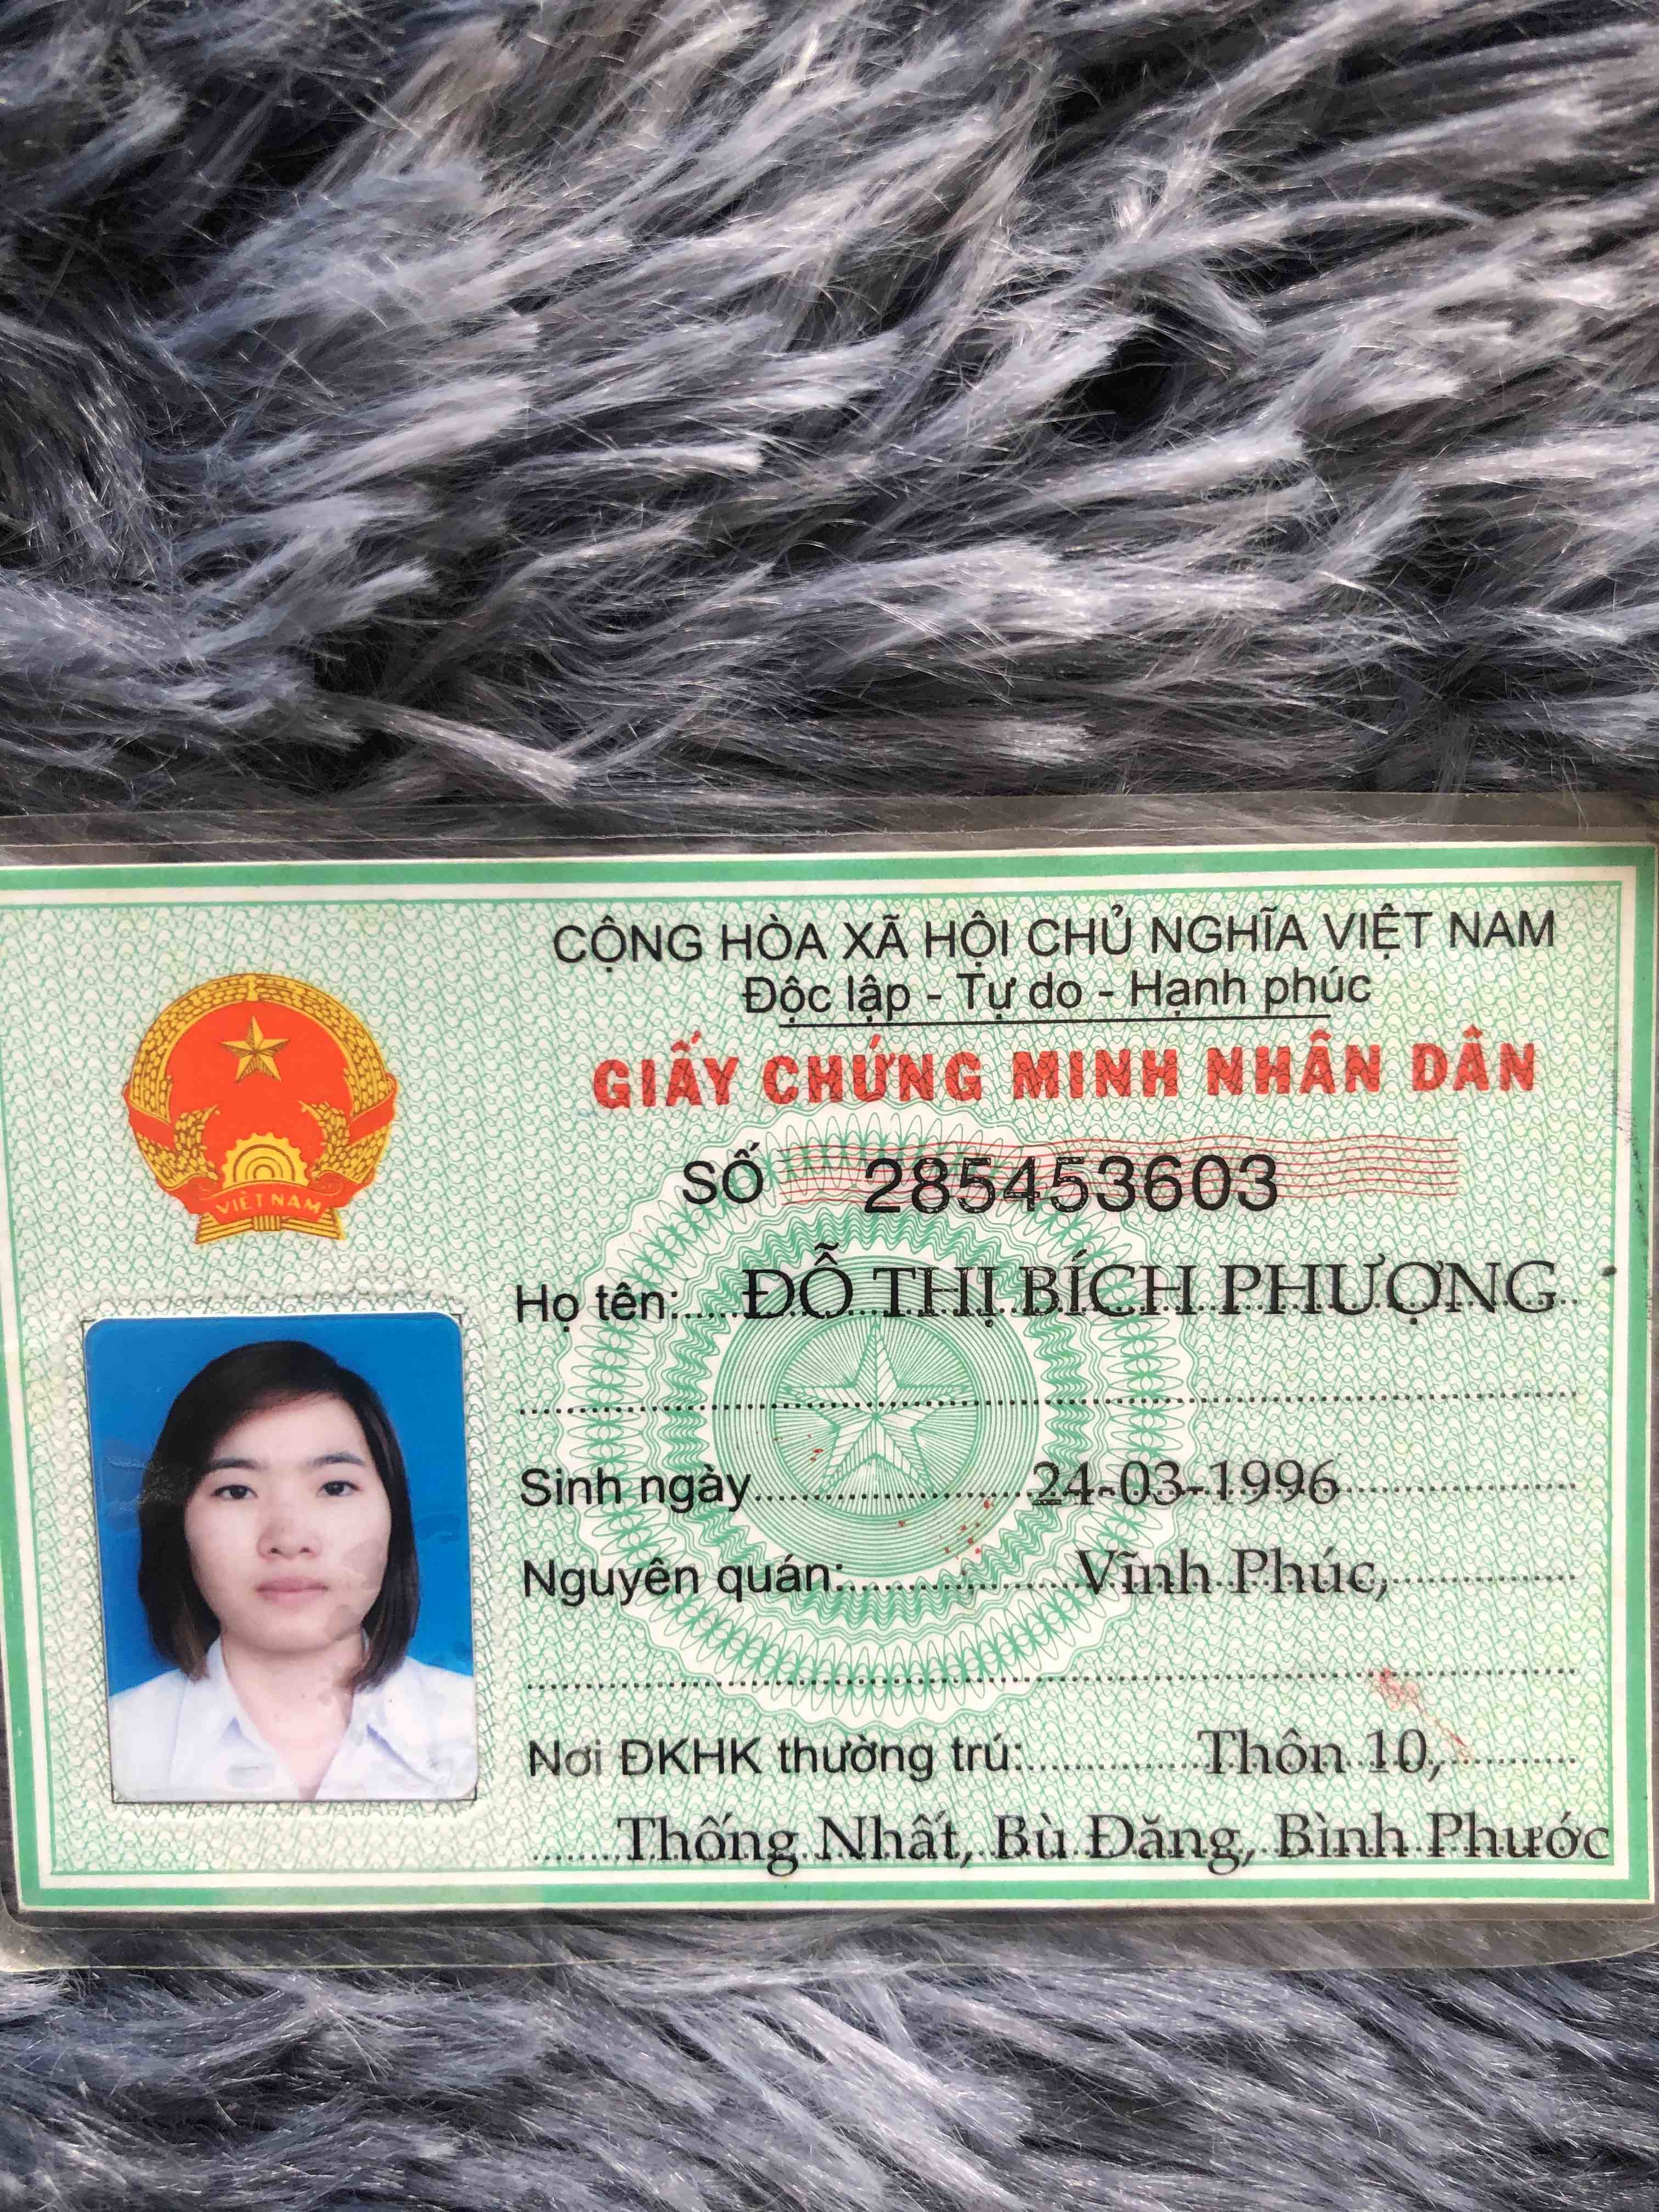 CỘNG HÒA XÃ HỘI CHỦ NGHĨA VIỆT NAM
Độc lập - Tự do - Hạnh phúc
GIẤY CHỨNG MINH NHÂN DÂN
VIỆT NAM
SỐ 285453603
Họ tên: ĐỖ THỊ BÍCH PHƯỢNG
Sinh ngày 24-03-1996
Nguyên quán: Vĩnh Phúc,
Nơi ĐKHK thường trú: Thôn 10,
Thống Nhất, Bù Đăng, Bình Phước